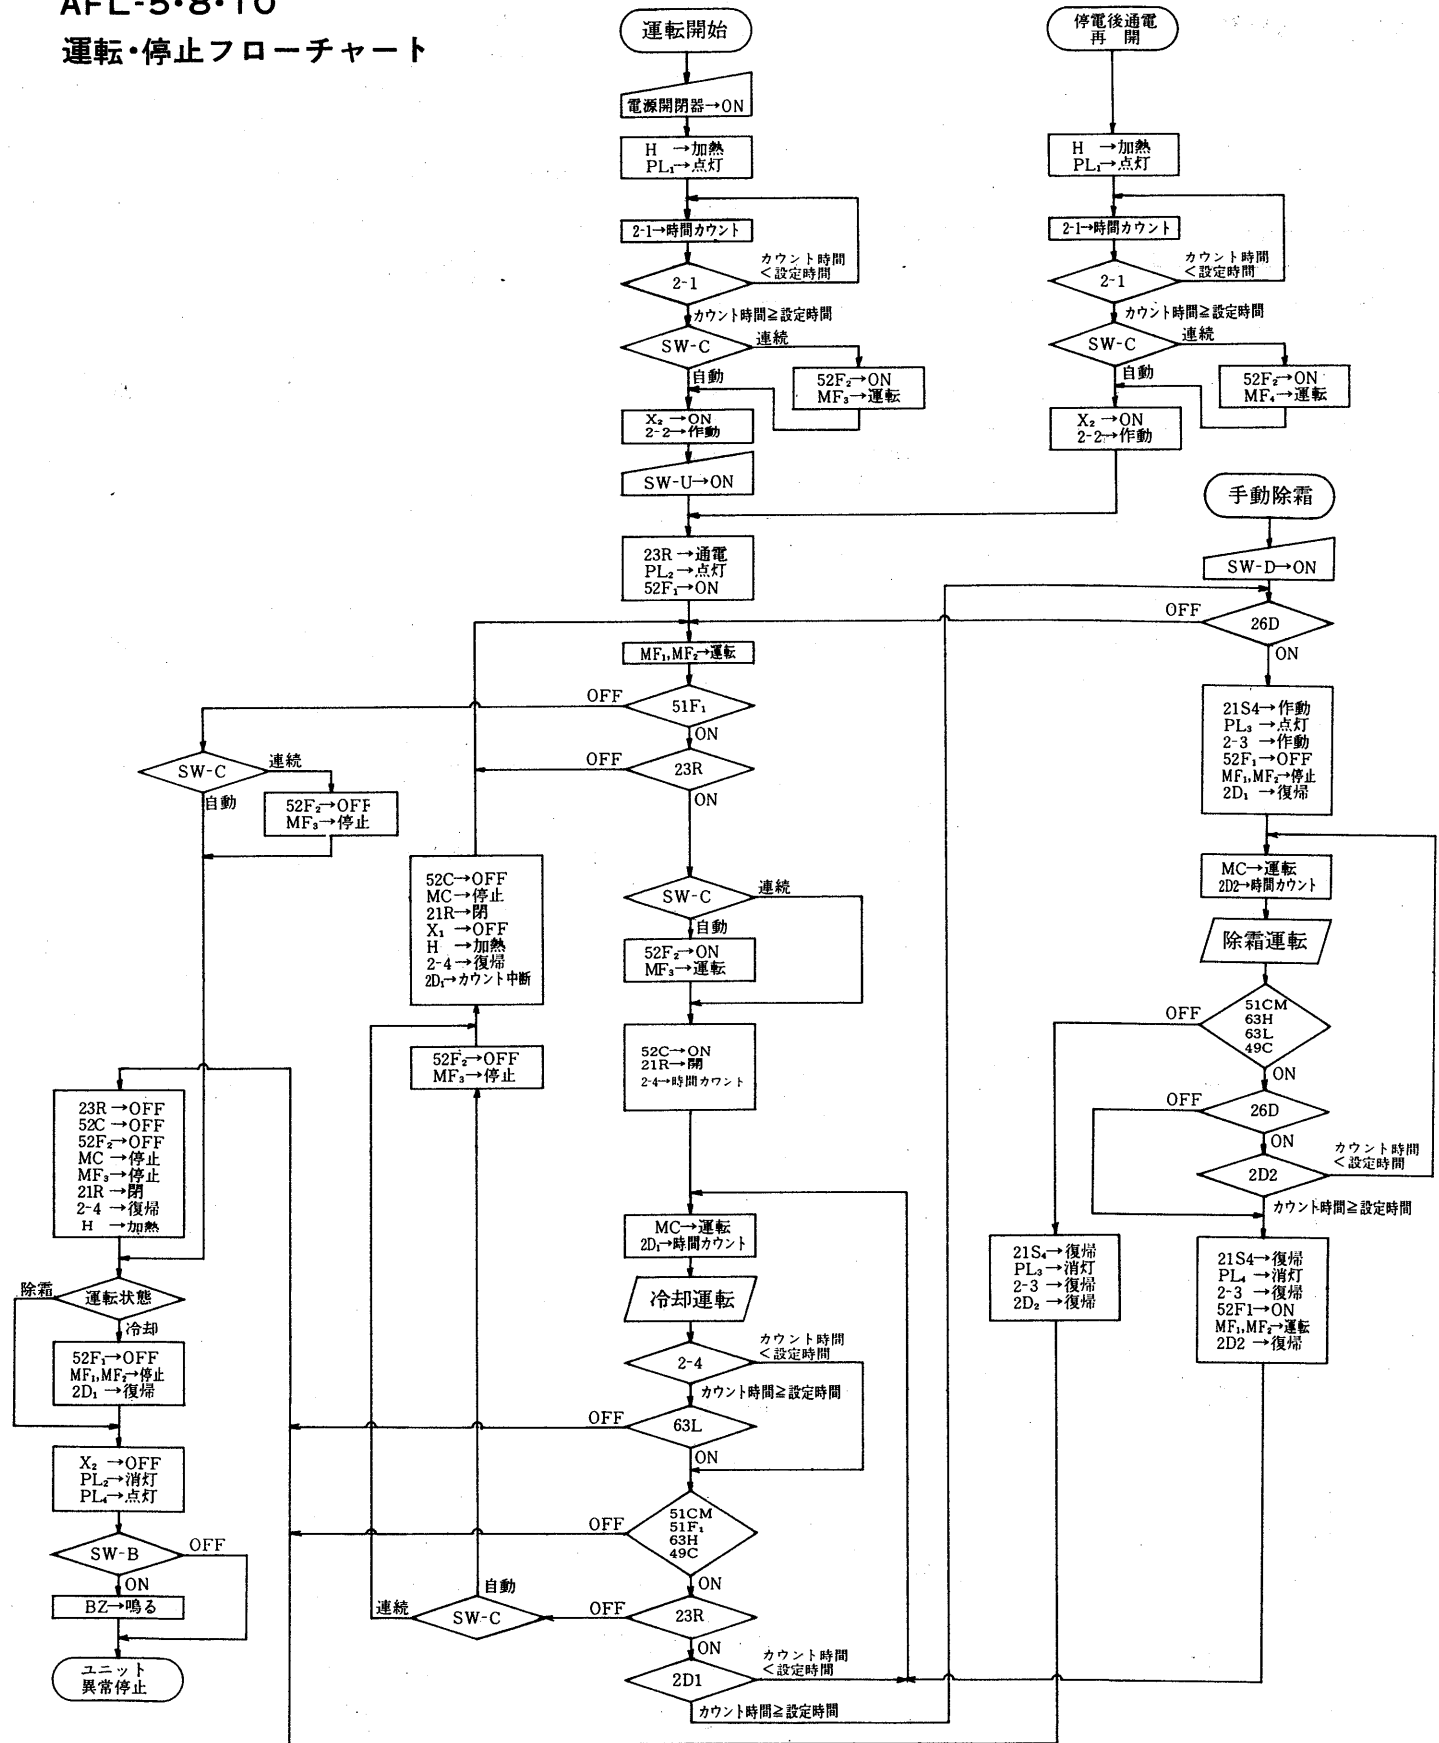 AFL-5・8・10
運転・停止フローチャート
運転開始
電源開閉器→ON
H →加熱
PL₁→点灯
2-1→時間カウント
カウント時間
<設定時間
2-1
カウント時間≧設定時間
SW-C
連続
自動
52F₂→ON
MF₃→運転
X₂ →ON
2-2→作動
SW-U→ON
停電後通電
再開
H →加熱
PL₁→点灯
2-1→時間カウント
カウント時間
<設定時間
2-1
カウント時間≧設定時間
SW-C
連続
自動
52F₂→ON
MF₄→運転
X₂ →ON
2-2→作動
23R →通電
PL₂ →点灯
52F₁→ON
MF₁,MF₂→運転
OFF
51F₁
ON
OFF
23R
ON
SW-C
連続
自動
52F₂→ON
MF₃→運転
52C→ON
21R→開
2-4→時間カウント
MC→運転
2D₁→時間カウント
冷却運転
カウント時間
<設定時間
2-4
カウント時間≧設定時間
OFF
63L
ON
OFF
51CM
51F₁
63H
49C
ON
OFF
23R
ON
カウント時間
<設定時間
2D1
カウント時間≧設定時間
自動
連続
SW-C
52F₂→OFF
MF₃→停止
52C→OFF
MC→停止
21R→閉
X₁ →OFF
H →加熱
2-4→復帰
2D₁→カウント中断
SW-C
連続
自動
52F₂→OFF
MF₃→停止
23R →OFF
52C →OFF
52F₂→OFF
MC →停止
MF₃→停止
21R →閉
2-4 →復帰
H →加熱
除霜
運転状態
冷却
52F₁→OFF
MF₁,MF₂→停止
2D₁ →復帰
X₂ →OFF
PL₂→消灯
PL₄→点灯
SW-B
OFF
ON
BZ→鳴る
ユニット
異常停止
手動除霜
SW-D→ON
OFF
26D
ON
21S4→作動
PL₃ →点灯
2-3 →作動
52F₁→OFF
MF₁,MF₂→停止
2D₁ →復帰
MC→運転
2D2→時間カウント
除霜運転
OFF
51CM
63H
63L
49C
ON
OFF
26D
ON
カウント時間
<設定時間
2D2
カウント時間≧設定時間
21S₄→復帰
PL₃→消灯
2-3 →復帰
2D₂ →復帰
21S4→復帰
PL₄ →消灯
2-3 →復帰
52F1→ON
MF₁,MF₂→運転
2D2 →復帰